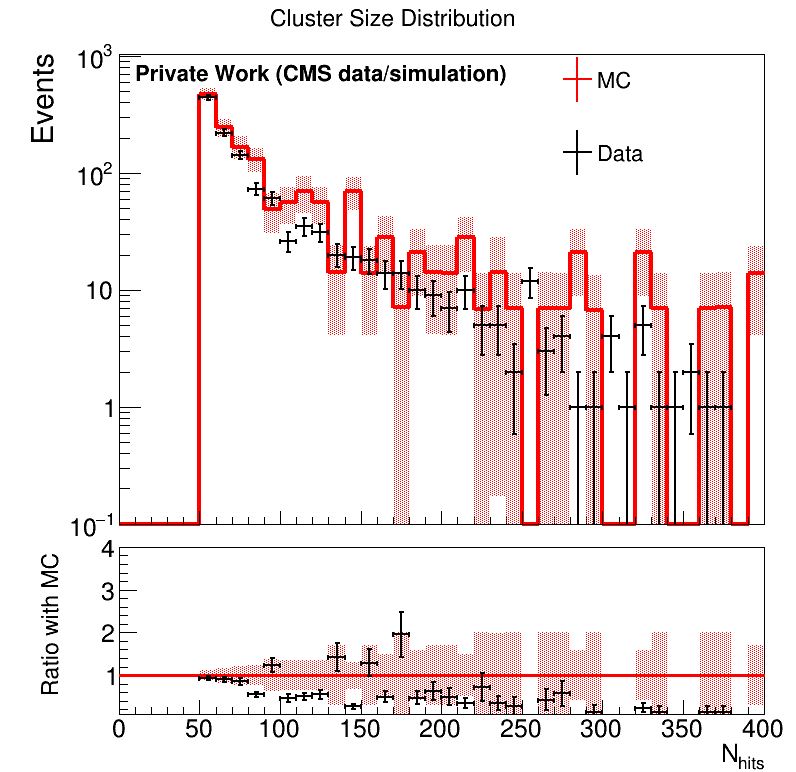 Cluster Size Distribution
Events
10³
10²
10
1
10⁻¹
Private Work (CMS data/simulation)
MC
Data
Ratio with MC
4
3
2
1
0 50 100 150 200 250 300 350 400
N_hits